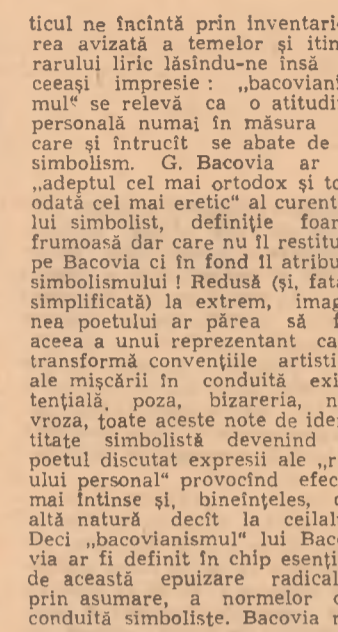 ticul ne încîntă prin inventari
rea avizată a temelor și itin
rarului liric lăsîndu-ne însă
ceeași impresie : „bacoviani
mul“ se relevă ca o atitudi
personală numai în măsura
care și întrucît se abate de
simbolism. G. Bacovia ar
„adeptul cel mai ortodox și to
odată cel mai eretic“ al curent
lui simbolist, definiție foar
frumoasă dar care nu îl restitu
pe Bacovia ci în fond îl atribu
simbolismului ! Redusă (și, fata
simplificată) la extrem, imag
nea poetului ar părea să f
aceea a unui reprezentant ca
transformă convențiile artisti
ale mișcării în conduită exi
tențială, poza, bizareria, n
vroza, toate aceste note de iden
titate simbolistă devenind
poetul discutat expresii ale „r
ului personal“ provocînd efec
mai întinse și, bineînțeles, d
altă natură decît la ceilal
Deci „bacovianismul“ lui Baco
via ar fi definit în chip esenți
de această epuizare radical
prin asumare, a normelor d
conduită simboliste. Bacovia n